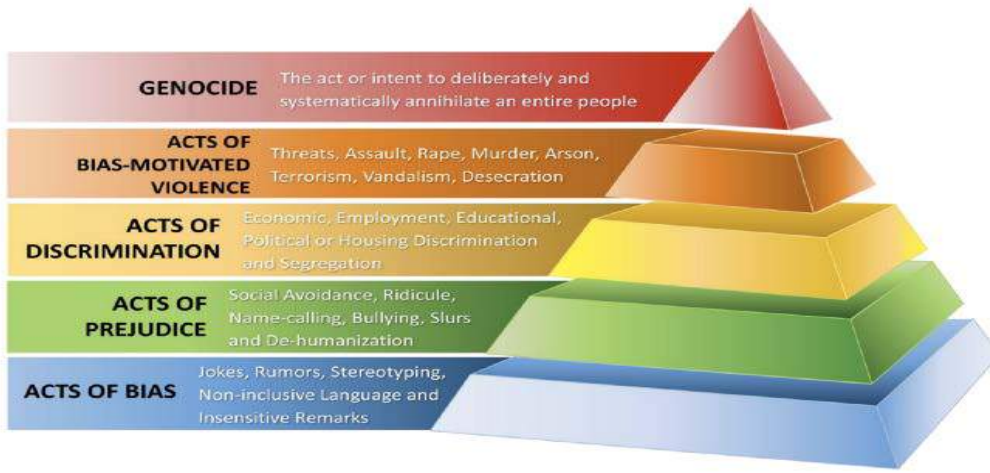 GENOCIDE
The act or intent to deliberately and
systematically annihilate an entire people
ACTS OF
BIAS-MOTIVATED
VIOLENCE
Threats, Assault, Rape, Murder, Arson,
Terrorism, Vandalism, Desecration
ACTS OF
DISCRIMINATION
Economic, Employment, Educational,
Political or Housing Discrimination
and Segregation
ACTS OF
PREJUDICE
Social Avoidance, Ridicule,
Name-calling, Bullying, Slurs
and De-humanization
ACTS OF BIAS
Jokes, Rumors, Stereotyping,
Non-inclusive Language and
Insensitive Remarks